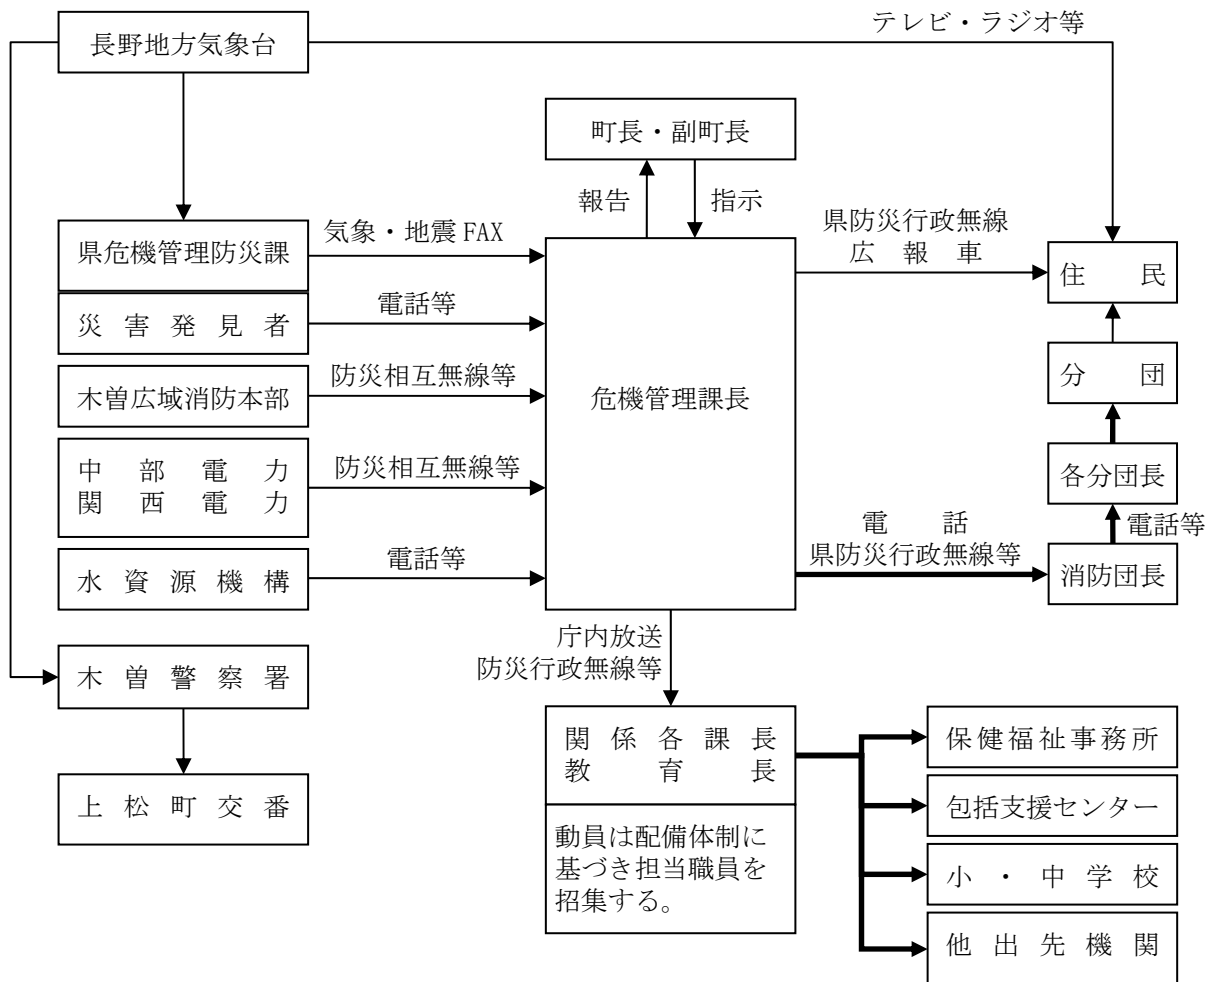 長野地方気象台
テレビ・ラジオ等
町長・副町長
報告
指示
県危機管理防災課
気象・地震 FAX
県防災行政無線
広報車
住民
災害発見者
電話等
分団
木曽広域消防本部
防災相互無線等
危機管理課長
中部電力
関西電力
防災相互無線等
各分団長
電話等
水資源機構
電話等
電話
県防災行政無線等
消防団長
庁内放送
防災行政無線等
木曽警察署
上松町交番
関係各課長
教育長
動員は配備体制に
基づき担当職員を
招集する。
保健福祉事務所
包括支援センター
小・中学校
他出先機関